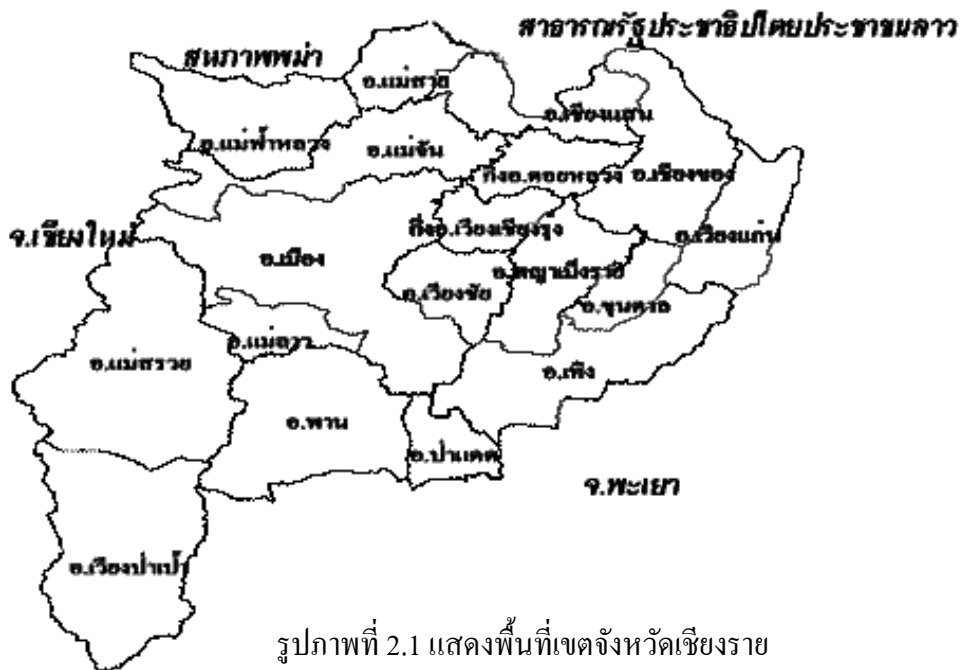 สาธารณรัฐประชาธิปไตยประชาชนลาว
สหภาพพม่า
อ.แม่สาย
อ.เชียงแสน
อ.แม่ฟ้าหลวง
อ.แม่จัน
กิ่งอ.ดอยหลวง
อ.เชียงของ
จ.เชียงใหม่
กิ่งอ.เวียงเชียงรุ้ง
อ.เวียงแก่น
อ.เมือง
อ.พญาเม็งราย
อ.เวียงชัย
อ.ขุนตาล
อ.แม่ลาว
อ.แม่สรวย
อ.เทิง
อ.พาน
อ.ป่าแดด
จ.พะเยา
อ.เวียงป่าเป้า
รูปภาพที่ 2.1 แสดงพื้นที่เขตจังหวัดเชียงราย